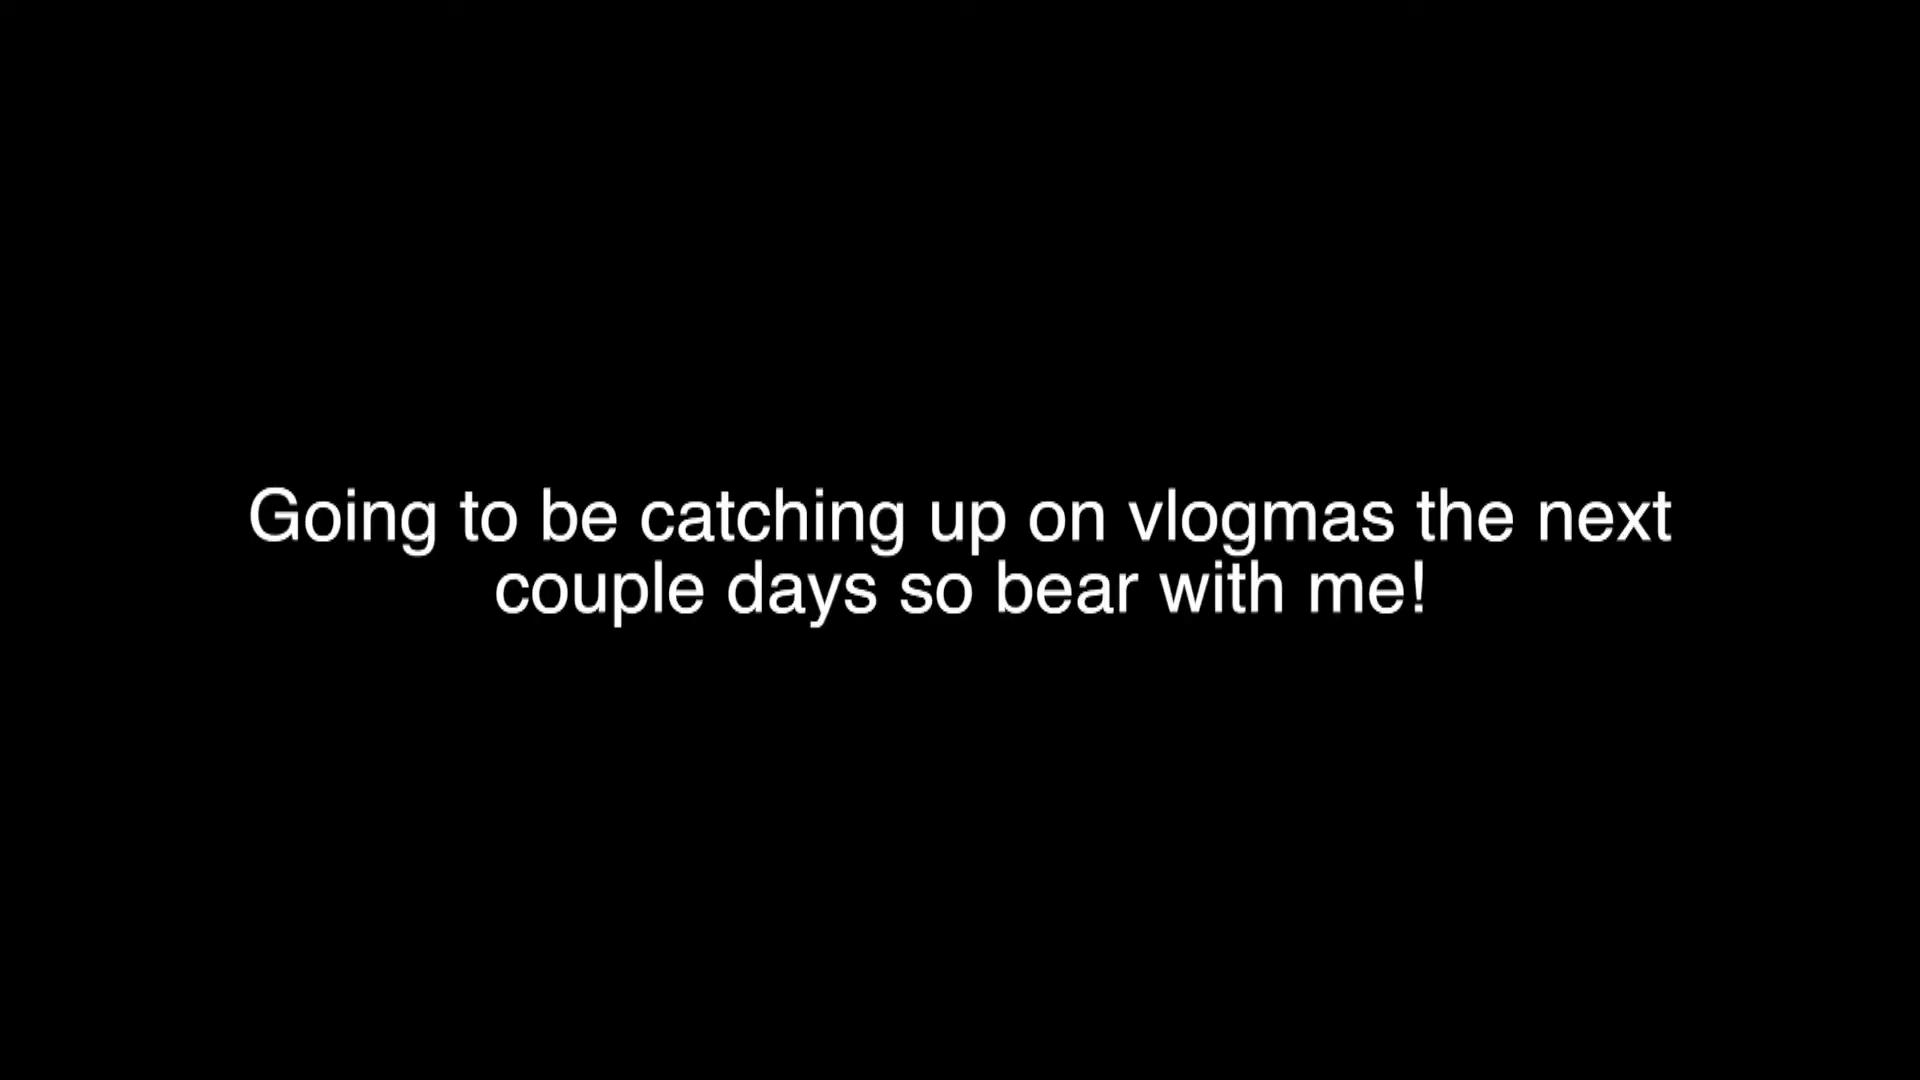 Going to be catching up on vlogmas the next
couple days so bear with me!